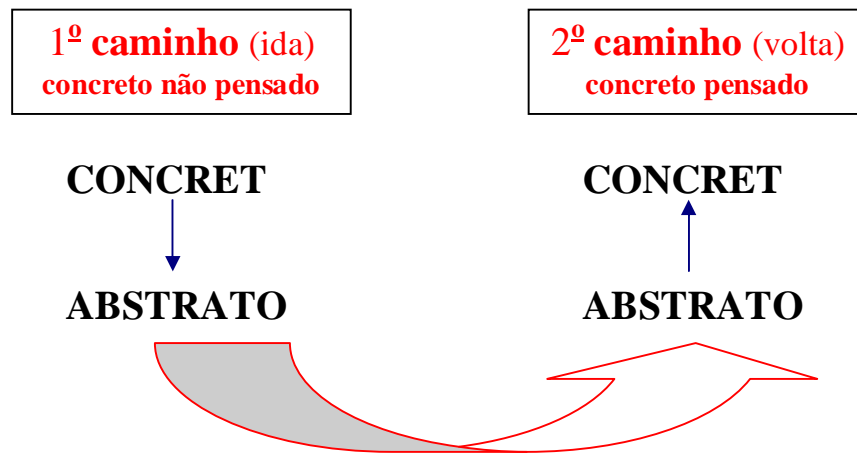 1º caminho (ida)
concreto não pensado
2º caminho (volta)
concreto pensado
CONCRET
CONCRET
ABSTRATO
ABSTRATO